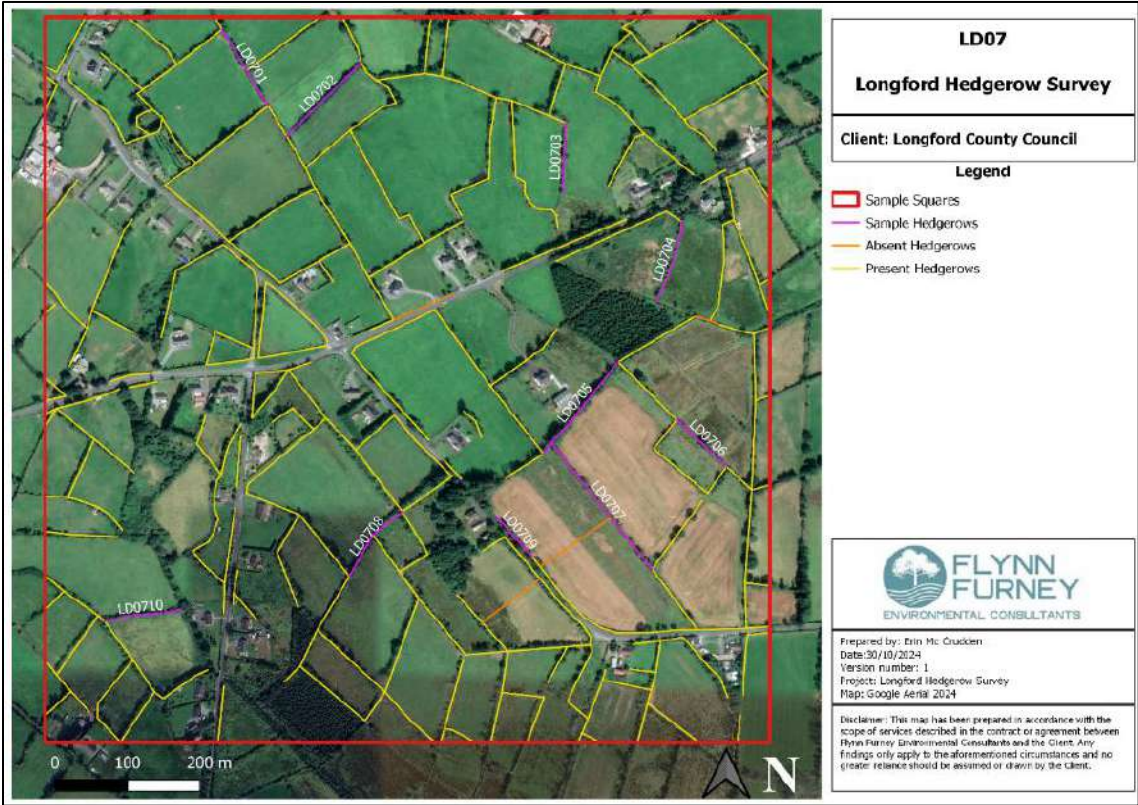 LD07
Longford Hedgerow Survey
Client: Longford County Council
Legend
Sample Squares
Sample Hedgerows
Absent Hedgerows
Present Hedgerows
LD0701
LD0702
LD0703
LD0704
LD0705
LD0706
LD0707
LD0708
LD0709
LD0710
0 100 200 m
N
FLYNN
FURNEY
ENVIRONMENTAL CONSULTANTS
Prepared by: Erin Mc Crudden
Date:30/10/2024
Version number: 1
Project: Longford Hedgerow Survey
Map: Google Aerial 2024
Disclaimer: This map has been prepared in accordance with the
scope of services described in the contract or agreement between
Flynn Furney Environmental Consultants and the Client. Any
findings only apply to the aforementioned circumstances and no
greater reliance should be assumed or drawn by the Client.